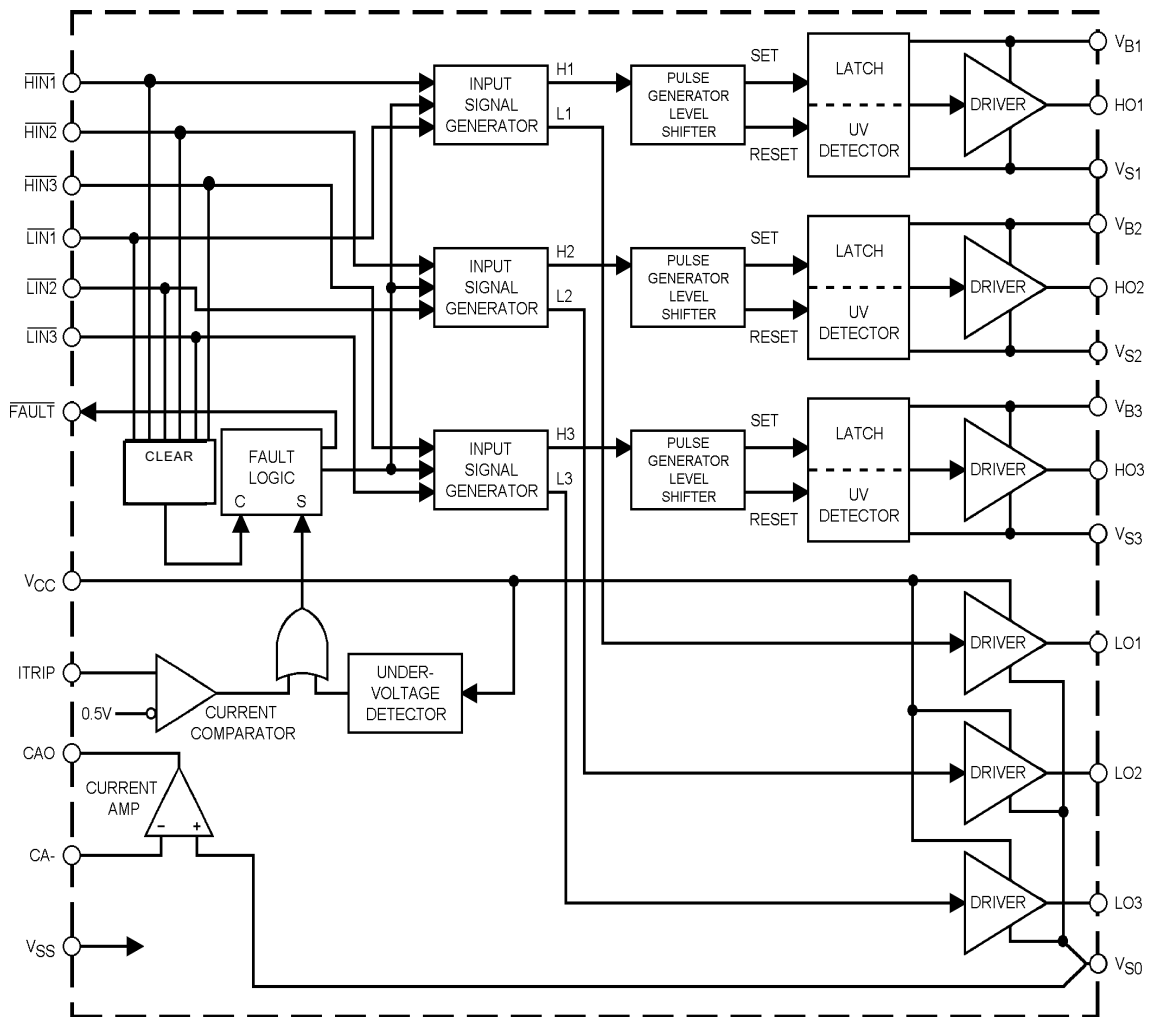 HIN1
HIN2
HIN3
LIN1
LIN2
LIN3
FAULT
VCC
ITRIP
0.5V
CAO
CA-
VSS
CLEAR
FAULT
LOGIC
C S
CURRENT
COMPARATOR
UNDER-
VOLTAGE
DETECTOR
CURRENT
AMP
- +
INPUT
SIGNAL
GENERATOR
H1
L1
PULSE
GENERATOR
LEVEL
SHIFTER
SET
RESET
LATCH
UV
DETECTOR
DRIVER
VB1
HO1
VS1
INPUT
SIGNAL
GENERATOR
H2
L2
PULSE
GENERATOR
LEVEL
SHIFTER
SET
RESET
LATCH
UV
DETECTOR
DRIVER
VB2
HO2
VS2
INPUT
SIGNAL
GENERATOR
H3
L3
PULSE
GENERATOR
LEVEL
SHIFTER
SET
RESET
LATCH
UV
DETECTOR
DRIVER
VB3
HO3
VS3
DRIVER
LO1
DRIVER
LO2
DRIVER
LO3
VS0